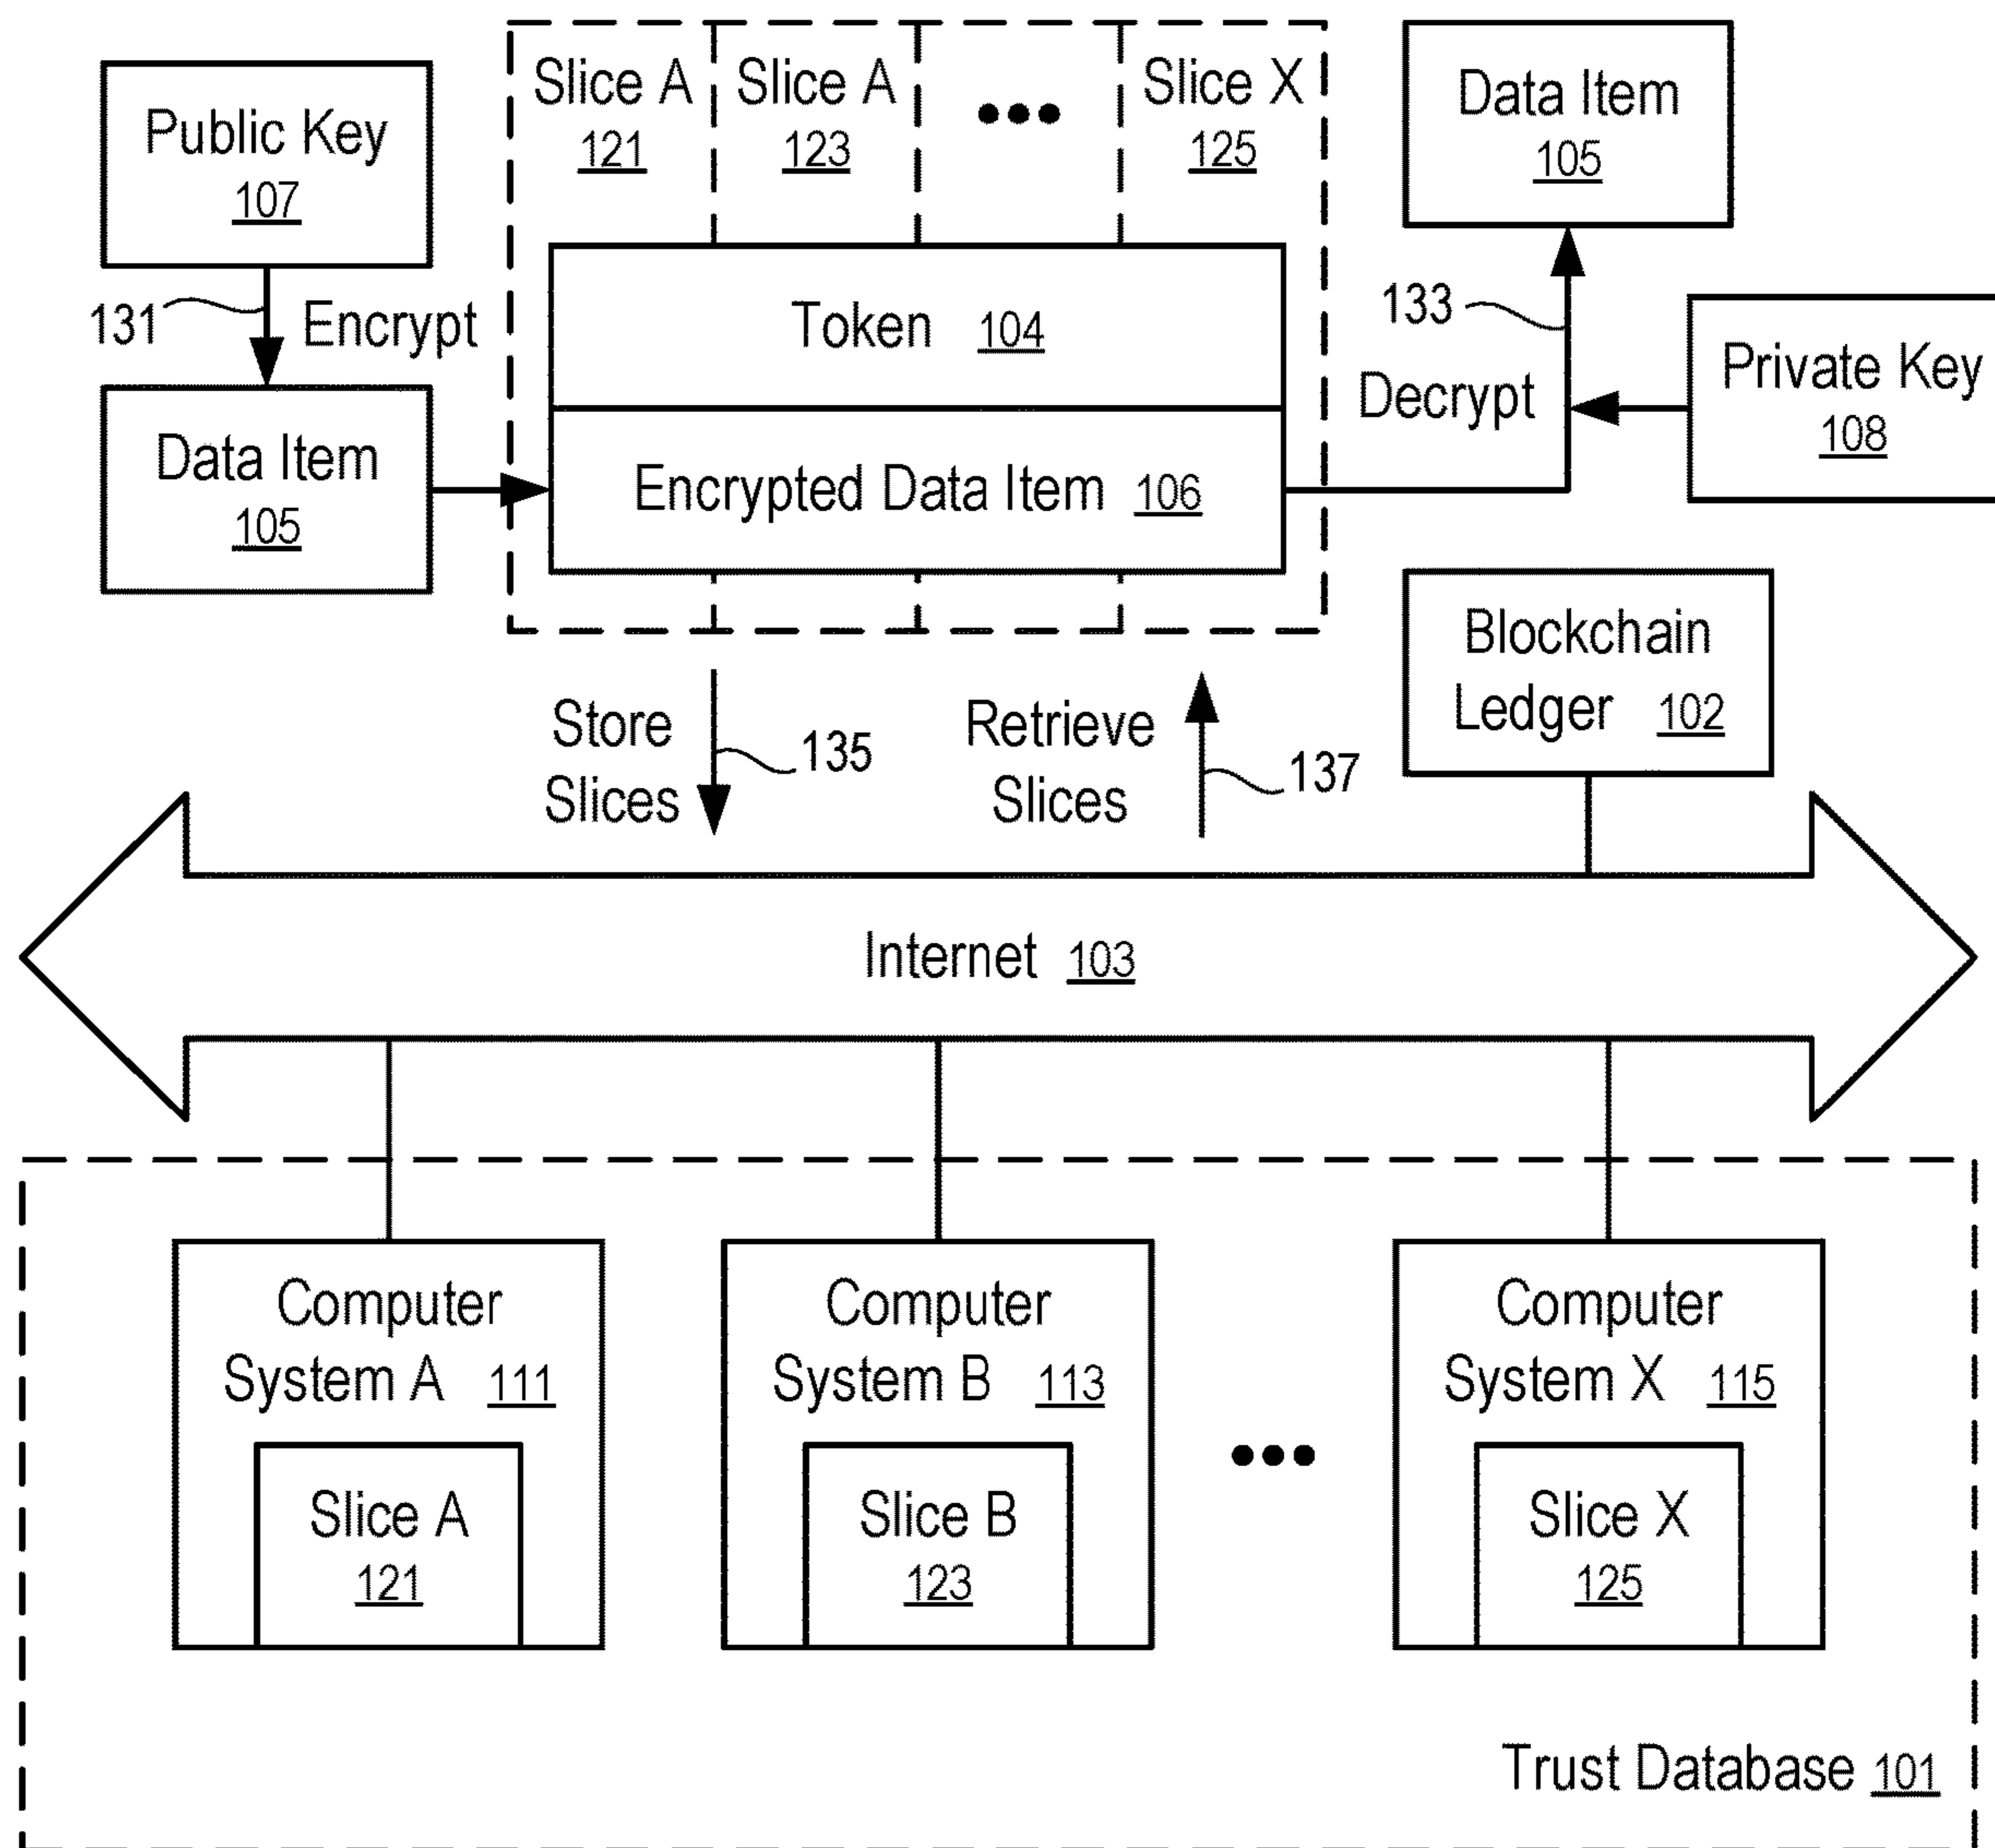 Public Key
107
131
Encrypt
Data Item
105
Slice A
121
Slice A
123
Slice X
125
Token 104
Encrypted Data Item 106
Data Item
105
133
Decrypt
Private Key
108
Store
Slices
135
Retrieve
Slices
137
Blockchain
Ledger 102
Internet 103
Computer
System A 111
Slice A
121
Computer
System B 113
Slice B
123
Computer
System X 115
Slice X
125
Trust Database 101